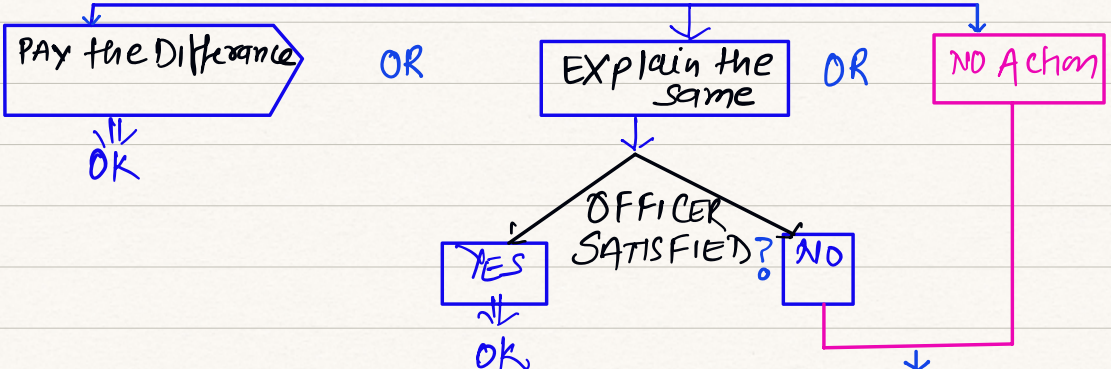 PAY the Difference
OR
Explain the
same
OR
NO Action
OK
OFFICER
SATISFIED?
YES
NO
OK